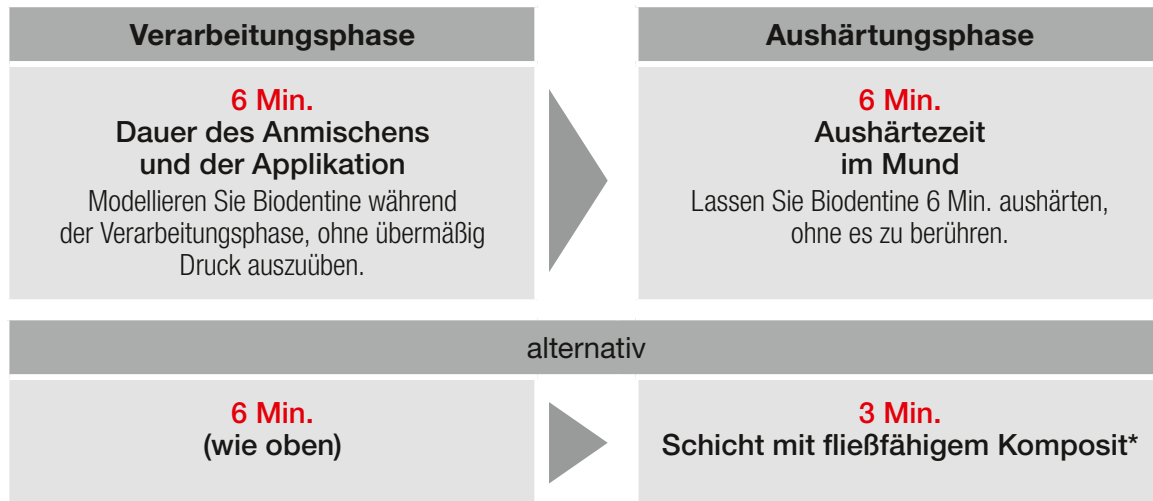 Verarbeitungsphase
6 Min.
Dauer des Anmischens
und der Applikation
Modellieren Sie Biodentine während
der Verarbeitungsphase, ohne übermäßig
Druck auszuüben.
Aushärtungsphase
6 Min.
Aushärtezeit
im Mund
Lassen Sie Biodentine 6 Min. aushärten,
ohne es zu berühren.
alternativ
6 Min.
(wie oben)
3 Min.
Schicht mit fließfähigem Komposit*